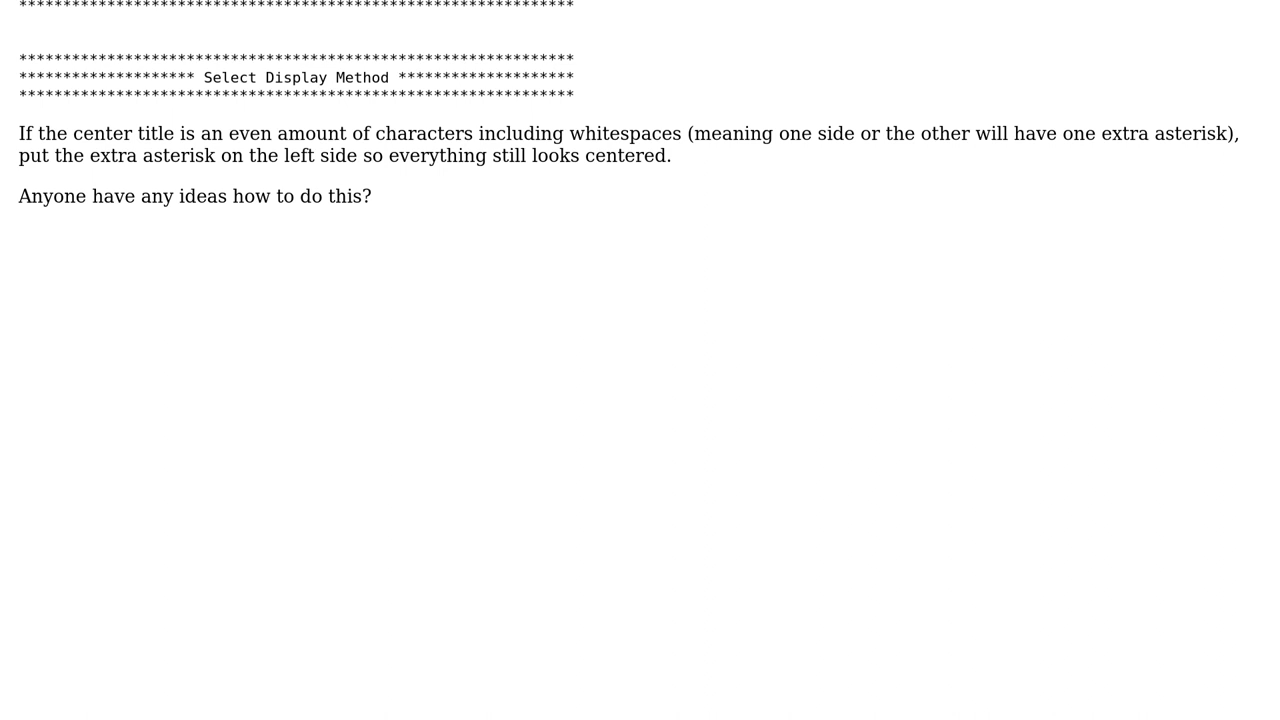 ***************************************************************
***************************************************************
******************** Select Display Method ********************
***************************************************************
If the center title is an even amount of characters including whitespaces (meaning one side or the other will have one extra asterisk),
put the extra asterisk on the left side so everything still looks centered.
Anyone have any ideas how to do this?